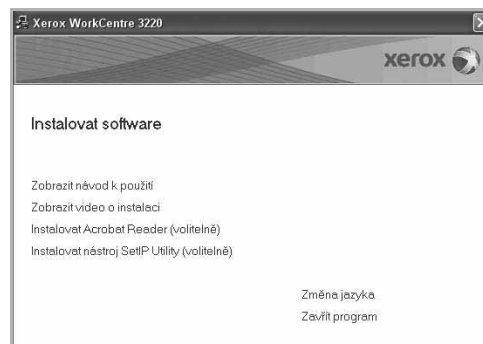 Xerox WorkCentre 3220
xerox
Instalovat software
Zobrazit návod k použití
Zobrazit video o instalaci
Instalovat Acrobat Reader (volitelně)
Instalovat nástroj SetIP Utility (volitelně)
Změna jazyka
Zavřít program